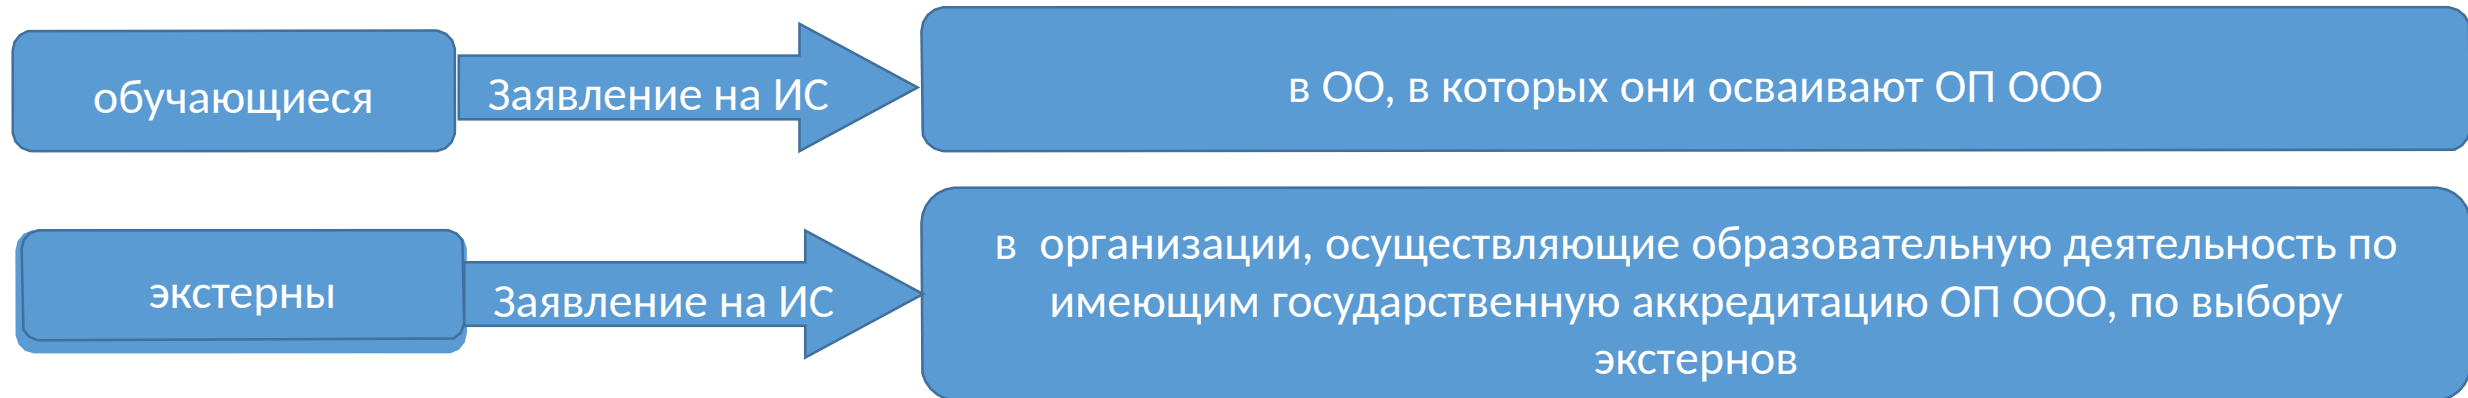 обучающиеся
Заявление на ИС
в ОО, в которых они осваивают ОП ООО
экстерны
Заявление на ИС
в организации, осуществляющие образовательную деятельность по
имеющим государственную аккредитацию ОП ООО, по выбору
экстернов